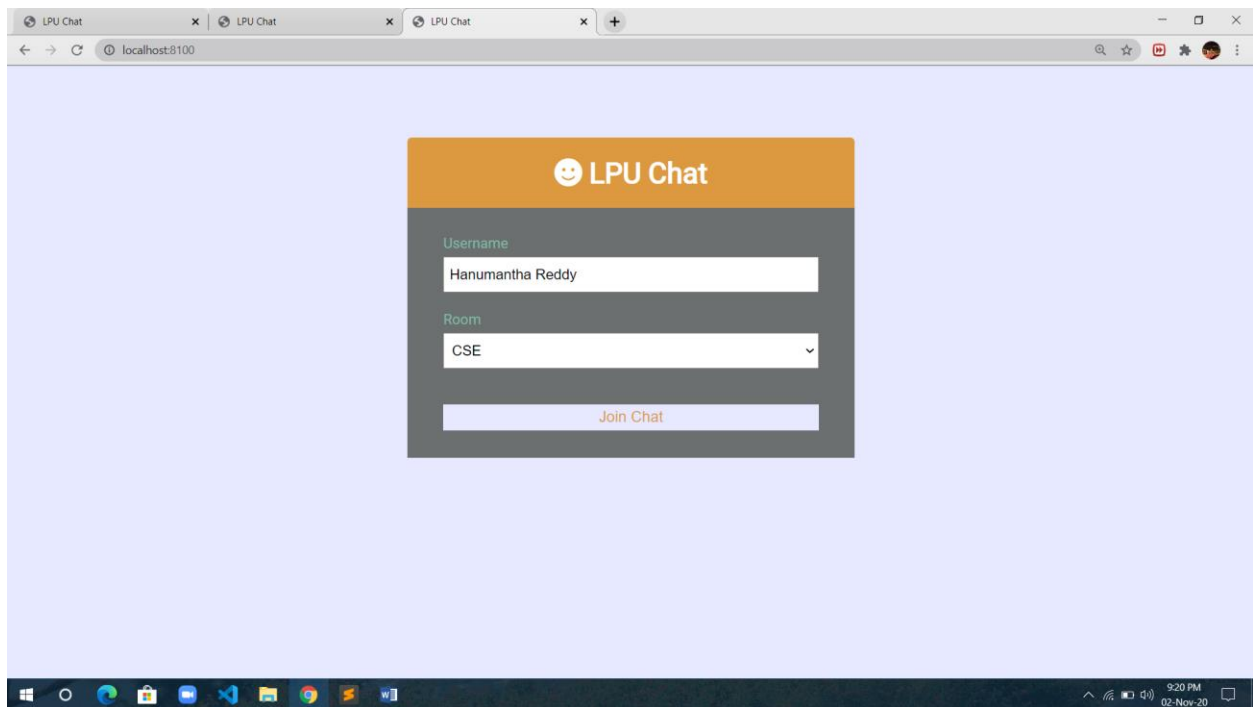 LPU Chat
LPU Chat
LPU Chat
localhost:8100
LPU Chat
Username
Hanumantha Reddy
Room
CSE
Join Chat
9:20 PM
02-Nov-20